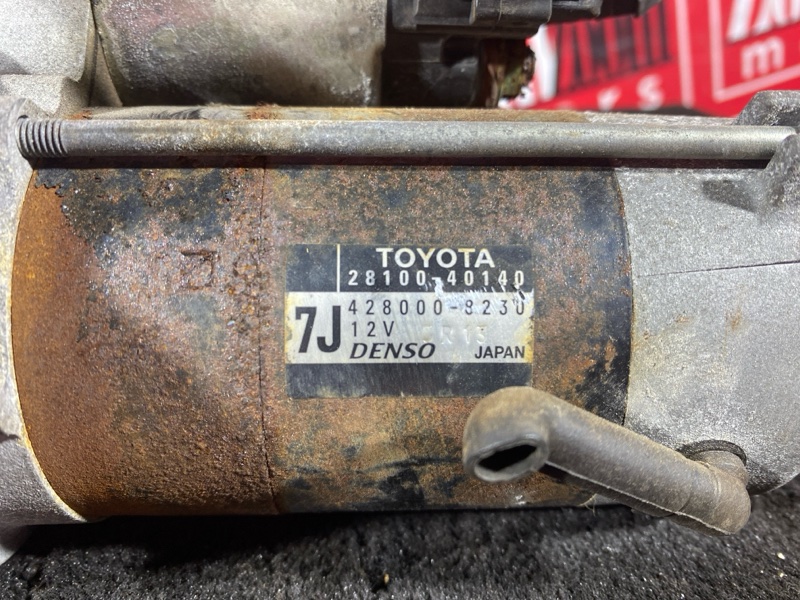 TOYOTA
28100-40140
7J
428000-8230
12V
DENSO JAPAN